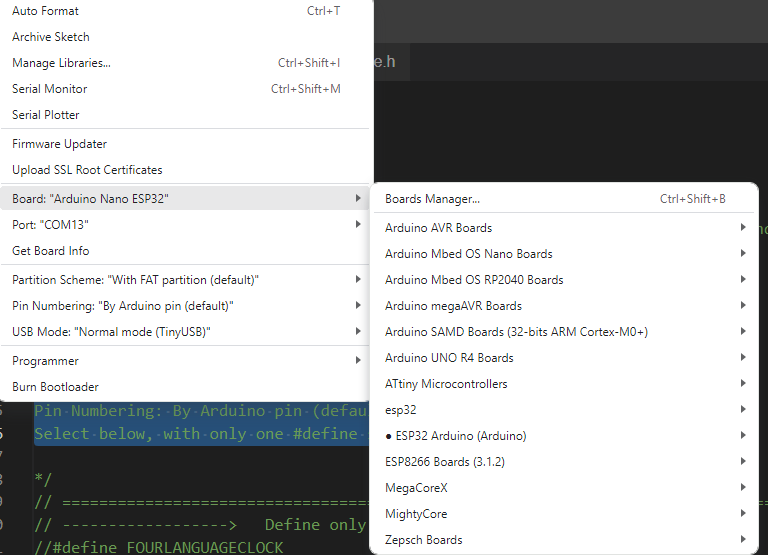 Auto Format Ctrl+T
Archive Sketch
Manage Libraries... Ctrl+Shift+I
Serial Monitor Ctrl+Shift+M
Serial Plotter
Firmware Updater
Upload SSL Root Certificates
Board: "Arduino Nano ESP32"
Port: "COM13"
Get Board Info
Partition Scheme: "With FAT partition (default)"
Pin Numbering: "By Arduino pin (default)"
USB Mode: "Normal mode (TinyUSB)"
Programmer
Burn Bootloader
e.h
Boards Manager... Ctrl+Shift+B
Arduino AVR Boards
Arduino Mbed OS Nano Boards
Arduino Mbed OS RP2040 Boards
Arduino megaAVR Boards
Arduino SAMD Boards (32-bits ARM Cortex-M0+)
Arduino UNO R4 Boards
ATtiny Microcontrollers
esp32
● ESP32 Arduino (Arduino)
ESP8266 Boards (3.1.2)
MegaCoreX
MightyCore
Zepsch Boards
Pin Numbering: By Arduino pin (defau
Select below, with only one #define
*/
// ==================================
// ------------------> Define only
//#define FOURLANGUAGECLOCK